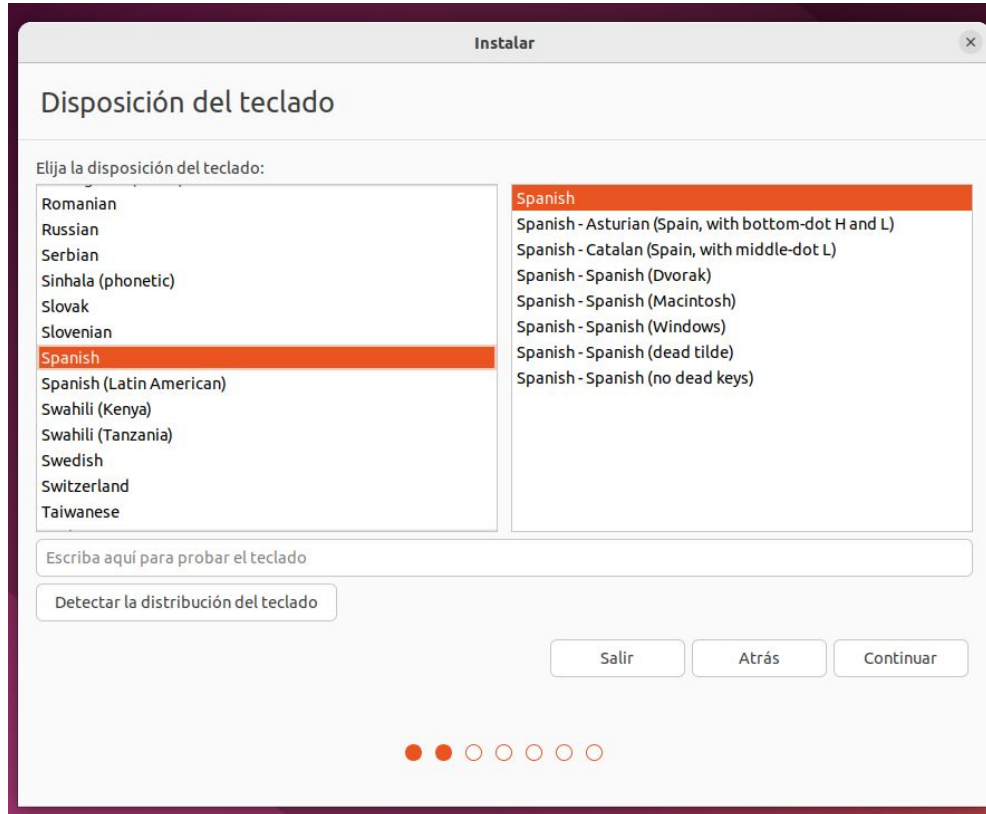 Instalar
Disposición del teclado
Elija la disposición del teclado:
Romanian
Russian
Serbian
Sinhala (phonetic)
Slovak
Slovenian
Spanish
Spanish (Latin American)
Swahili (Kenya)
Swahili (Tanzania)
Swedish
Switzerland
Taiwanese
Spanish
Spanish - Asturian (Spain, with bottom-dot H and L)
Spanish - Catalan (Spain, with middle-dot L)
Spanish - Spanish (Dvorak)
Spanish - Spanish (Macintosh)
Spanish - Spanish (Windows)
Spanish - Spanish (dead tilde)
Spanish - Spanish (no dead keys)
Escriba aquí para probar el teclado
Detectar la distribución del teclado
Salir
Atrás
Continuar